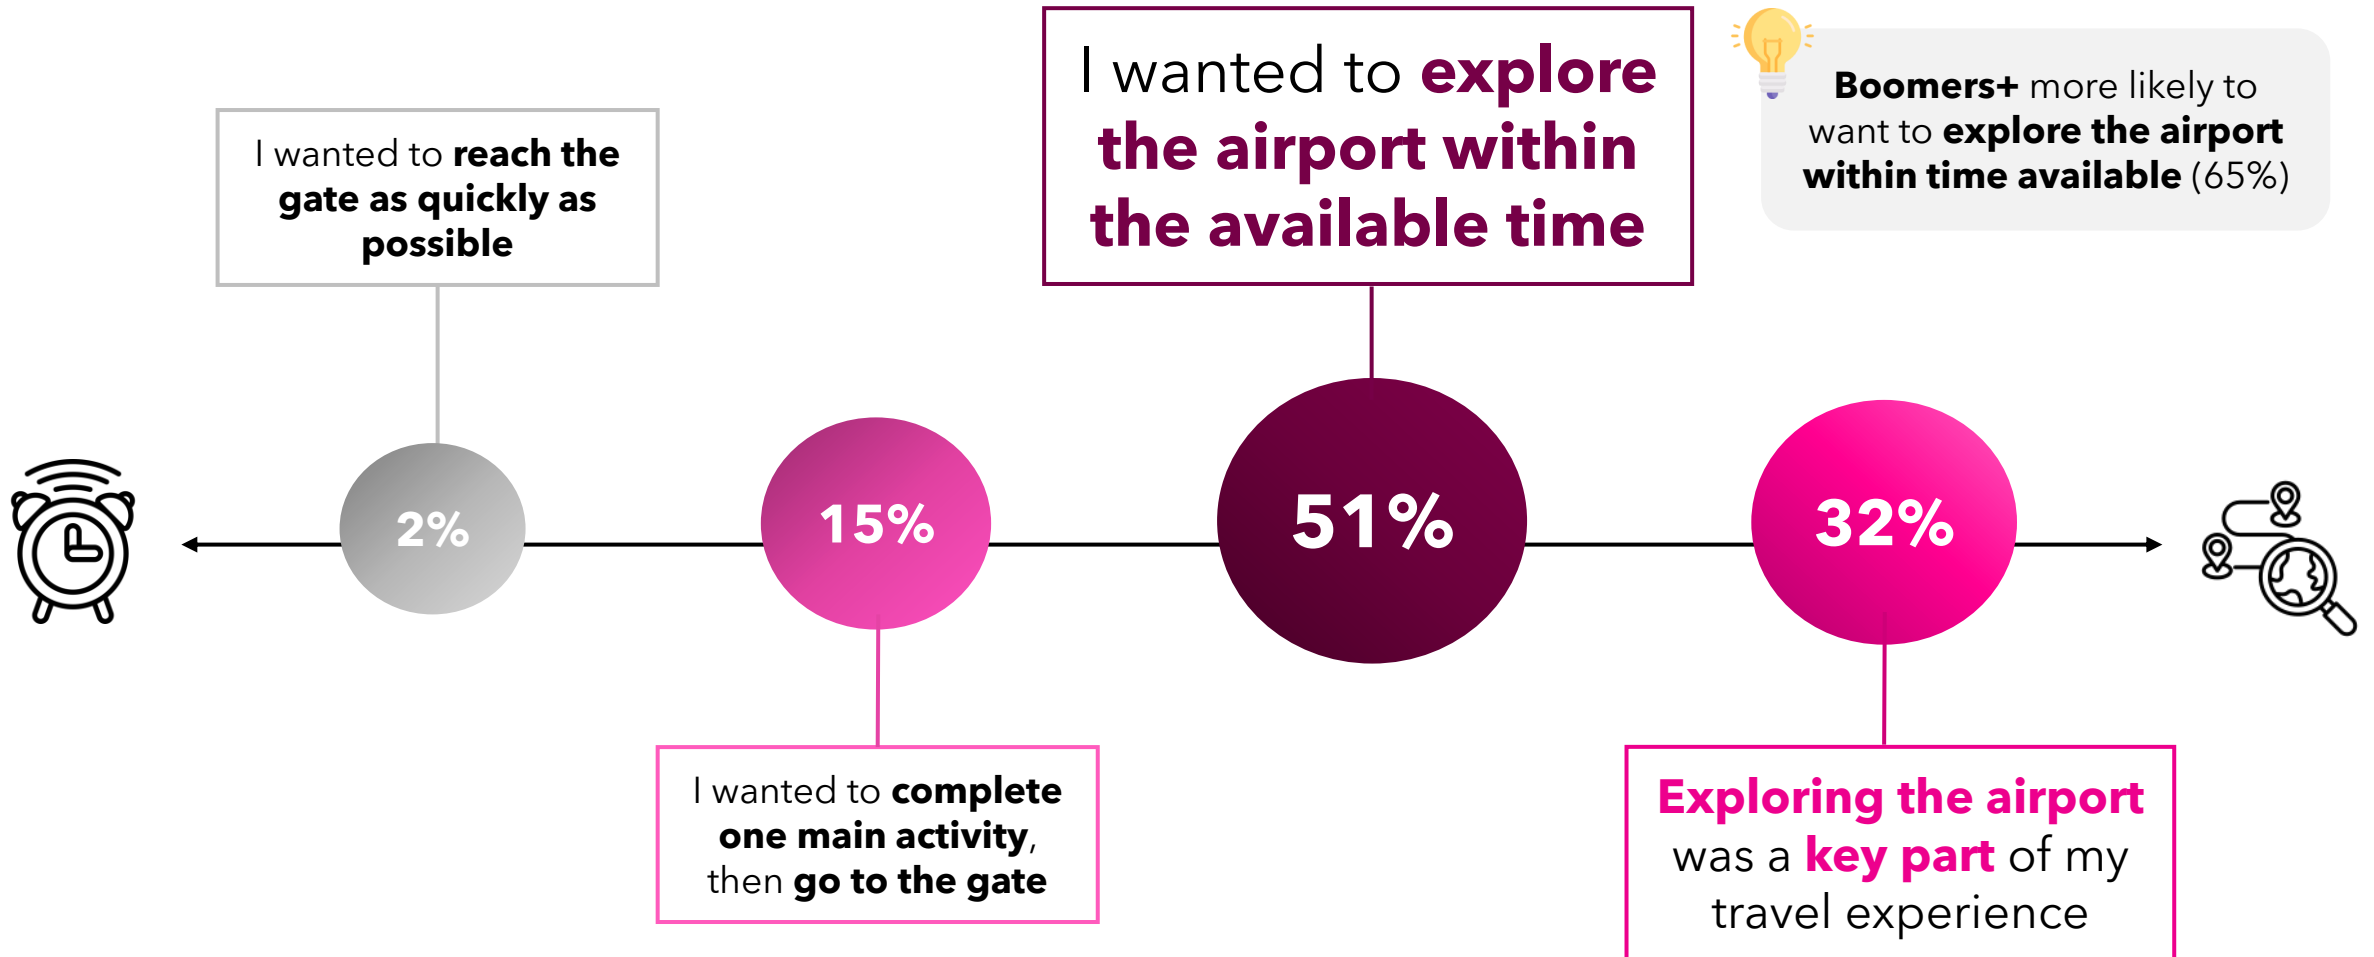 I wanted to reach the
gate as quickly as
possible
I wanted to explore
the airport within
the available time
Boomers+ more likely to
want to explore the airport
within time available (65%)
2%
15%
51%
32%
I wanted to complete
one main activity,
then go to the gate
Exploring the airport
was a key part of my
travel experience